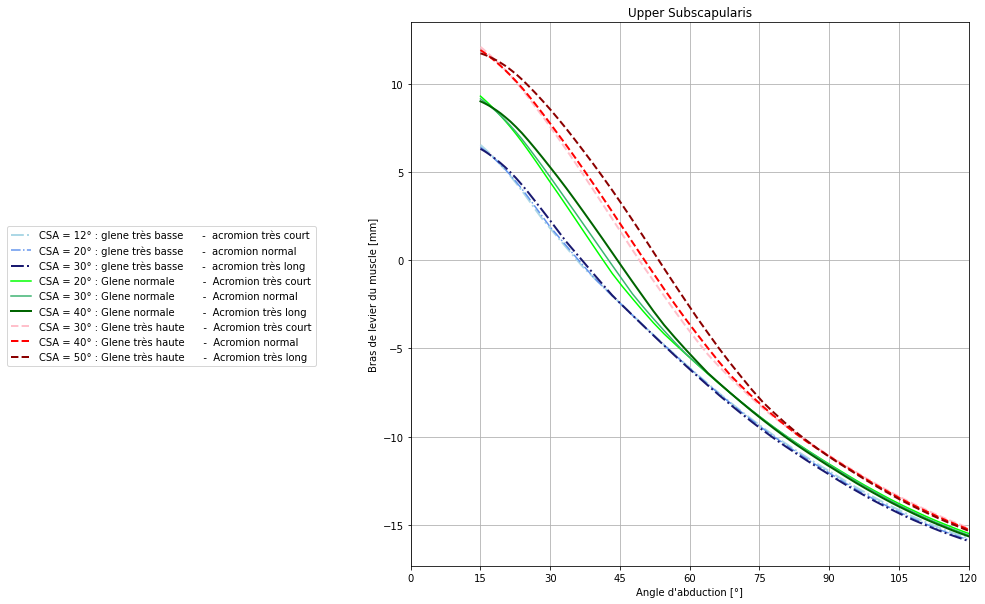 Upper Subscapularis
CSA = 12° : glene très basse - acromion très court
CSA = 20° : glene très basse - acromion normal
CSA = 30° : glene très basse - acromion très long
CSA = 20° : Glene normale - Acromion très court
CSA = 30° : Glene normale - Acromion normal
CSA = 40° : Glene normale - Acromion très long
CSA = 30° : Glene très haute - Acromion très court
CSA = 40° : Glene très haute - Acromion normal
CSA = 50° : Glene très haute - Acromion très long
Bras de levier du muscle [mm]
10
5
0
−5
−10
−15
0 15 30 45 60 75 90 105 120
Angle d'abduction [°]